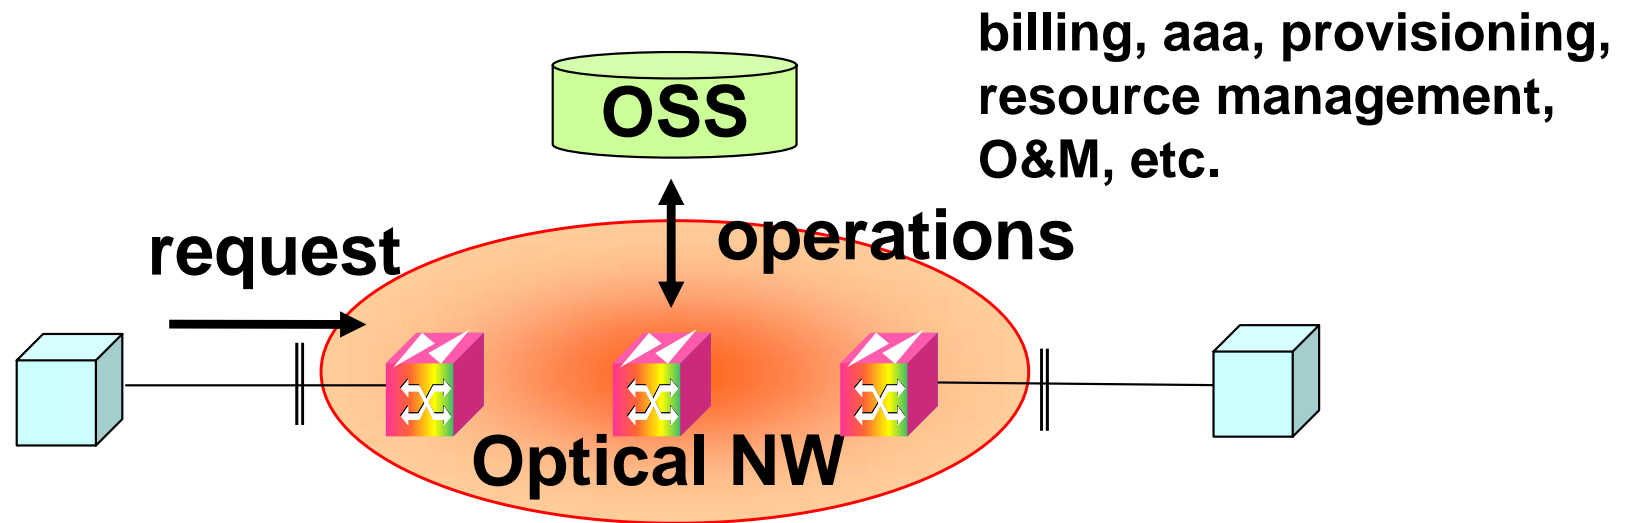 billing, aaa, provisioning,
resource management,
O&M, etc.
OSS
request
operations
Optical NW